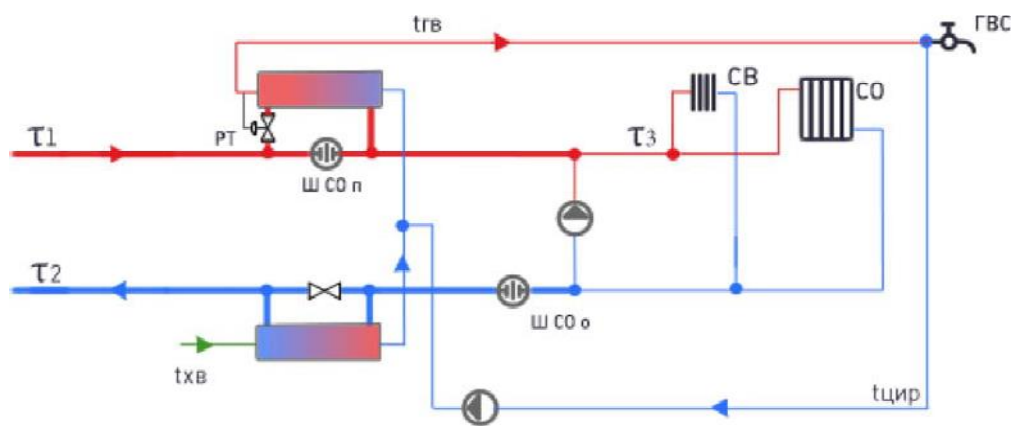 tгв
ГВС
СВ
СО
τ1
РТ
τ3
Ш СО п
τ2
Ш СО о
tхв
tцир